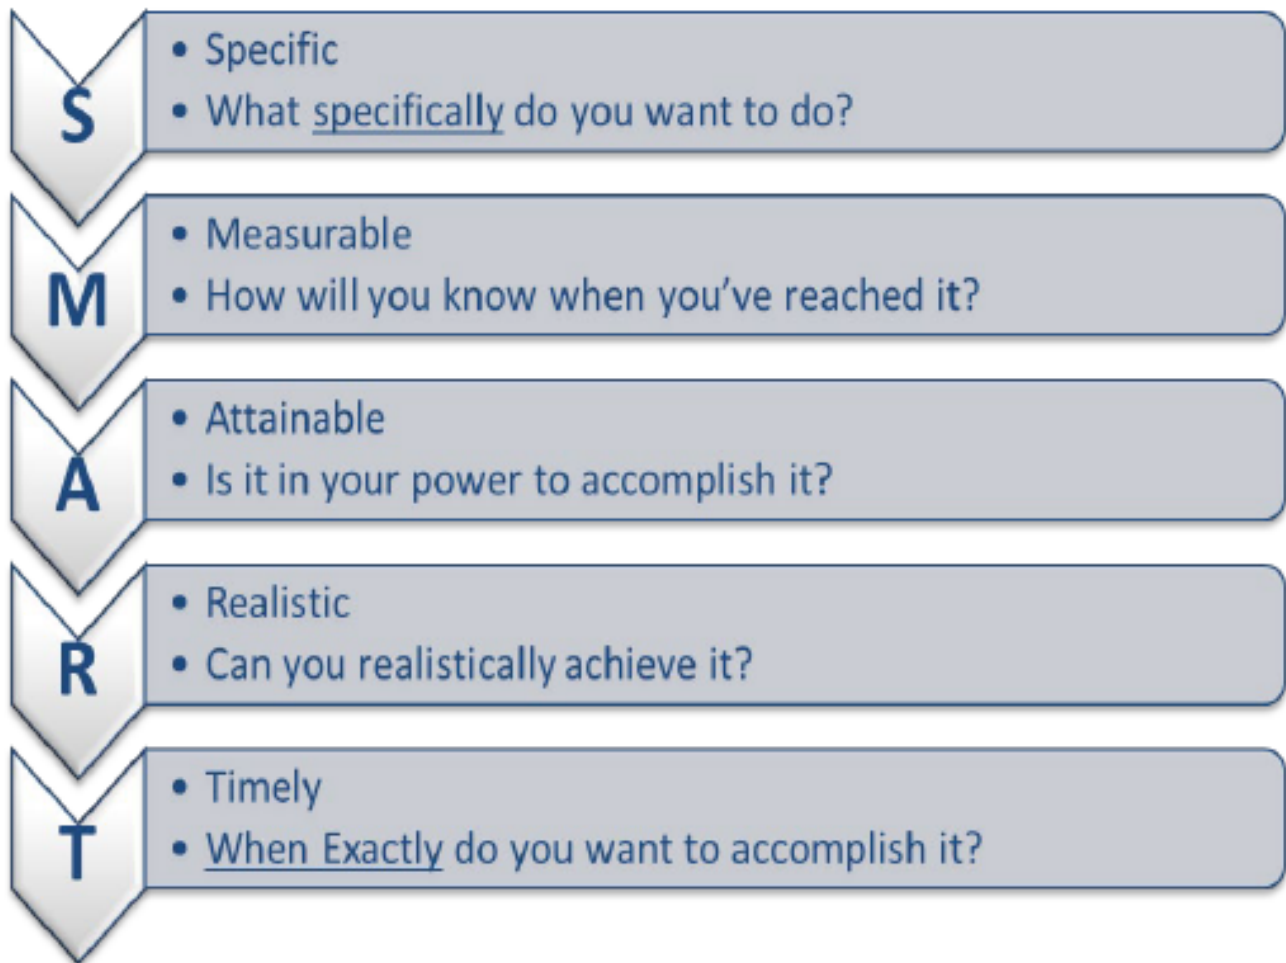 S
• Specific
• What specifically do you want to do?
M
• Measurable
• How will you know when you’ve reached it?
A
• Attainable
• Is it in your power to accomplish it?
R
• Realistic
• Can you realistically achieve it?
T
• Timely
• When Exactly do you want to accomplish it?